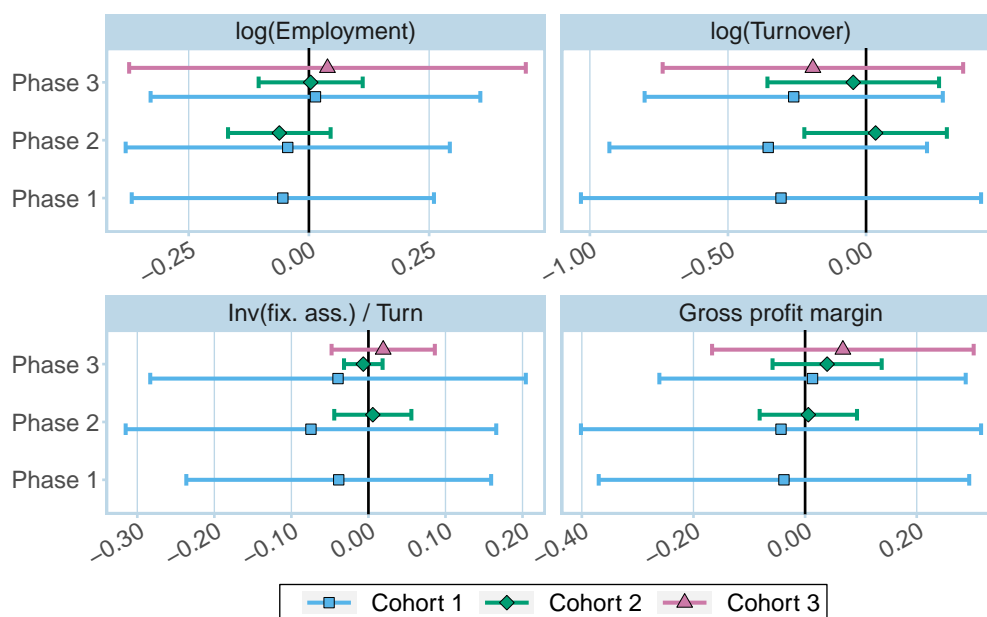 log(Employment)
log(Turnover)
Phase 3
Phase 2
Phase 1
−0.25
0.00
0.25
−1.00
−0.50
0.00
Inv(fix. ass.) / Turn
Gross profit margin
Phase 3
Phase 2
Phase 1
−0.30
−0.20
−0.10
0.00
0.10
0.20
−0.40
−0.20
0.00
0.20
Cohort 1 Cohort 2 Cohort 3